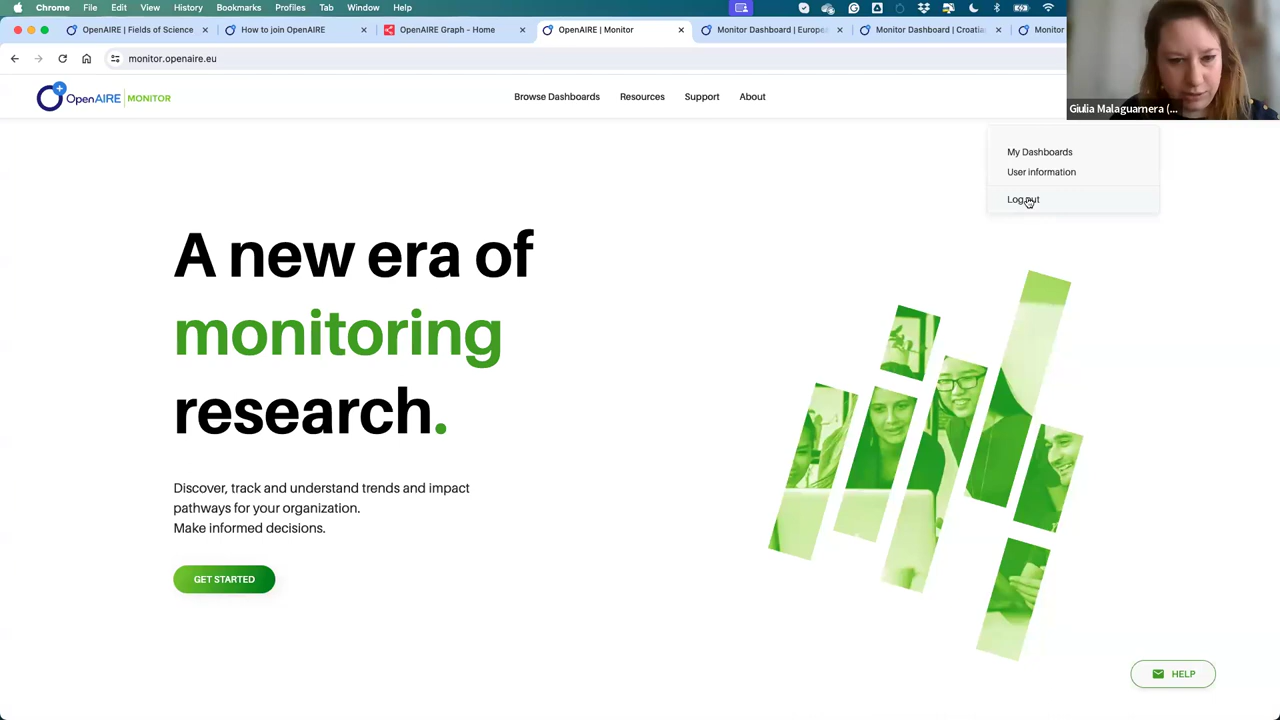 Chrome File Edit View History Bookmarks Profiles Tab Window Help
OpenAIRE | Fields of Science
How to join OpenAIRE
OpenAIRE Graph - Home
OpenAIRE | Monitor
Monitor Dashboard | Europea
Monitor Dashboard | Croatia
Monitor
monitor.openaire.eu
Giulia Malaguarnera (...
OpenAIRE | MONITOR
Browse Dashboards Resources Support About
My Dashboards
User information
Log out
A new era of
monitoring
research.
Discover, track and understand trends and impact
pathways for your organization.
Make informed decisions.
GET STARTED
HELP